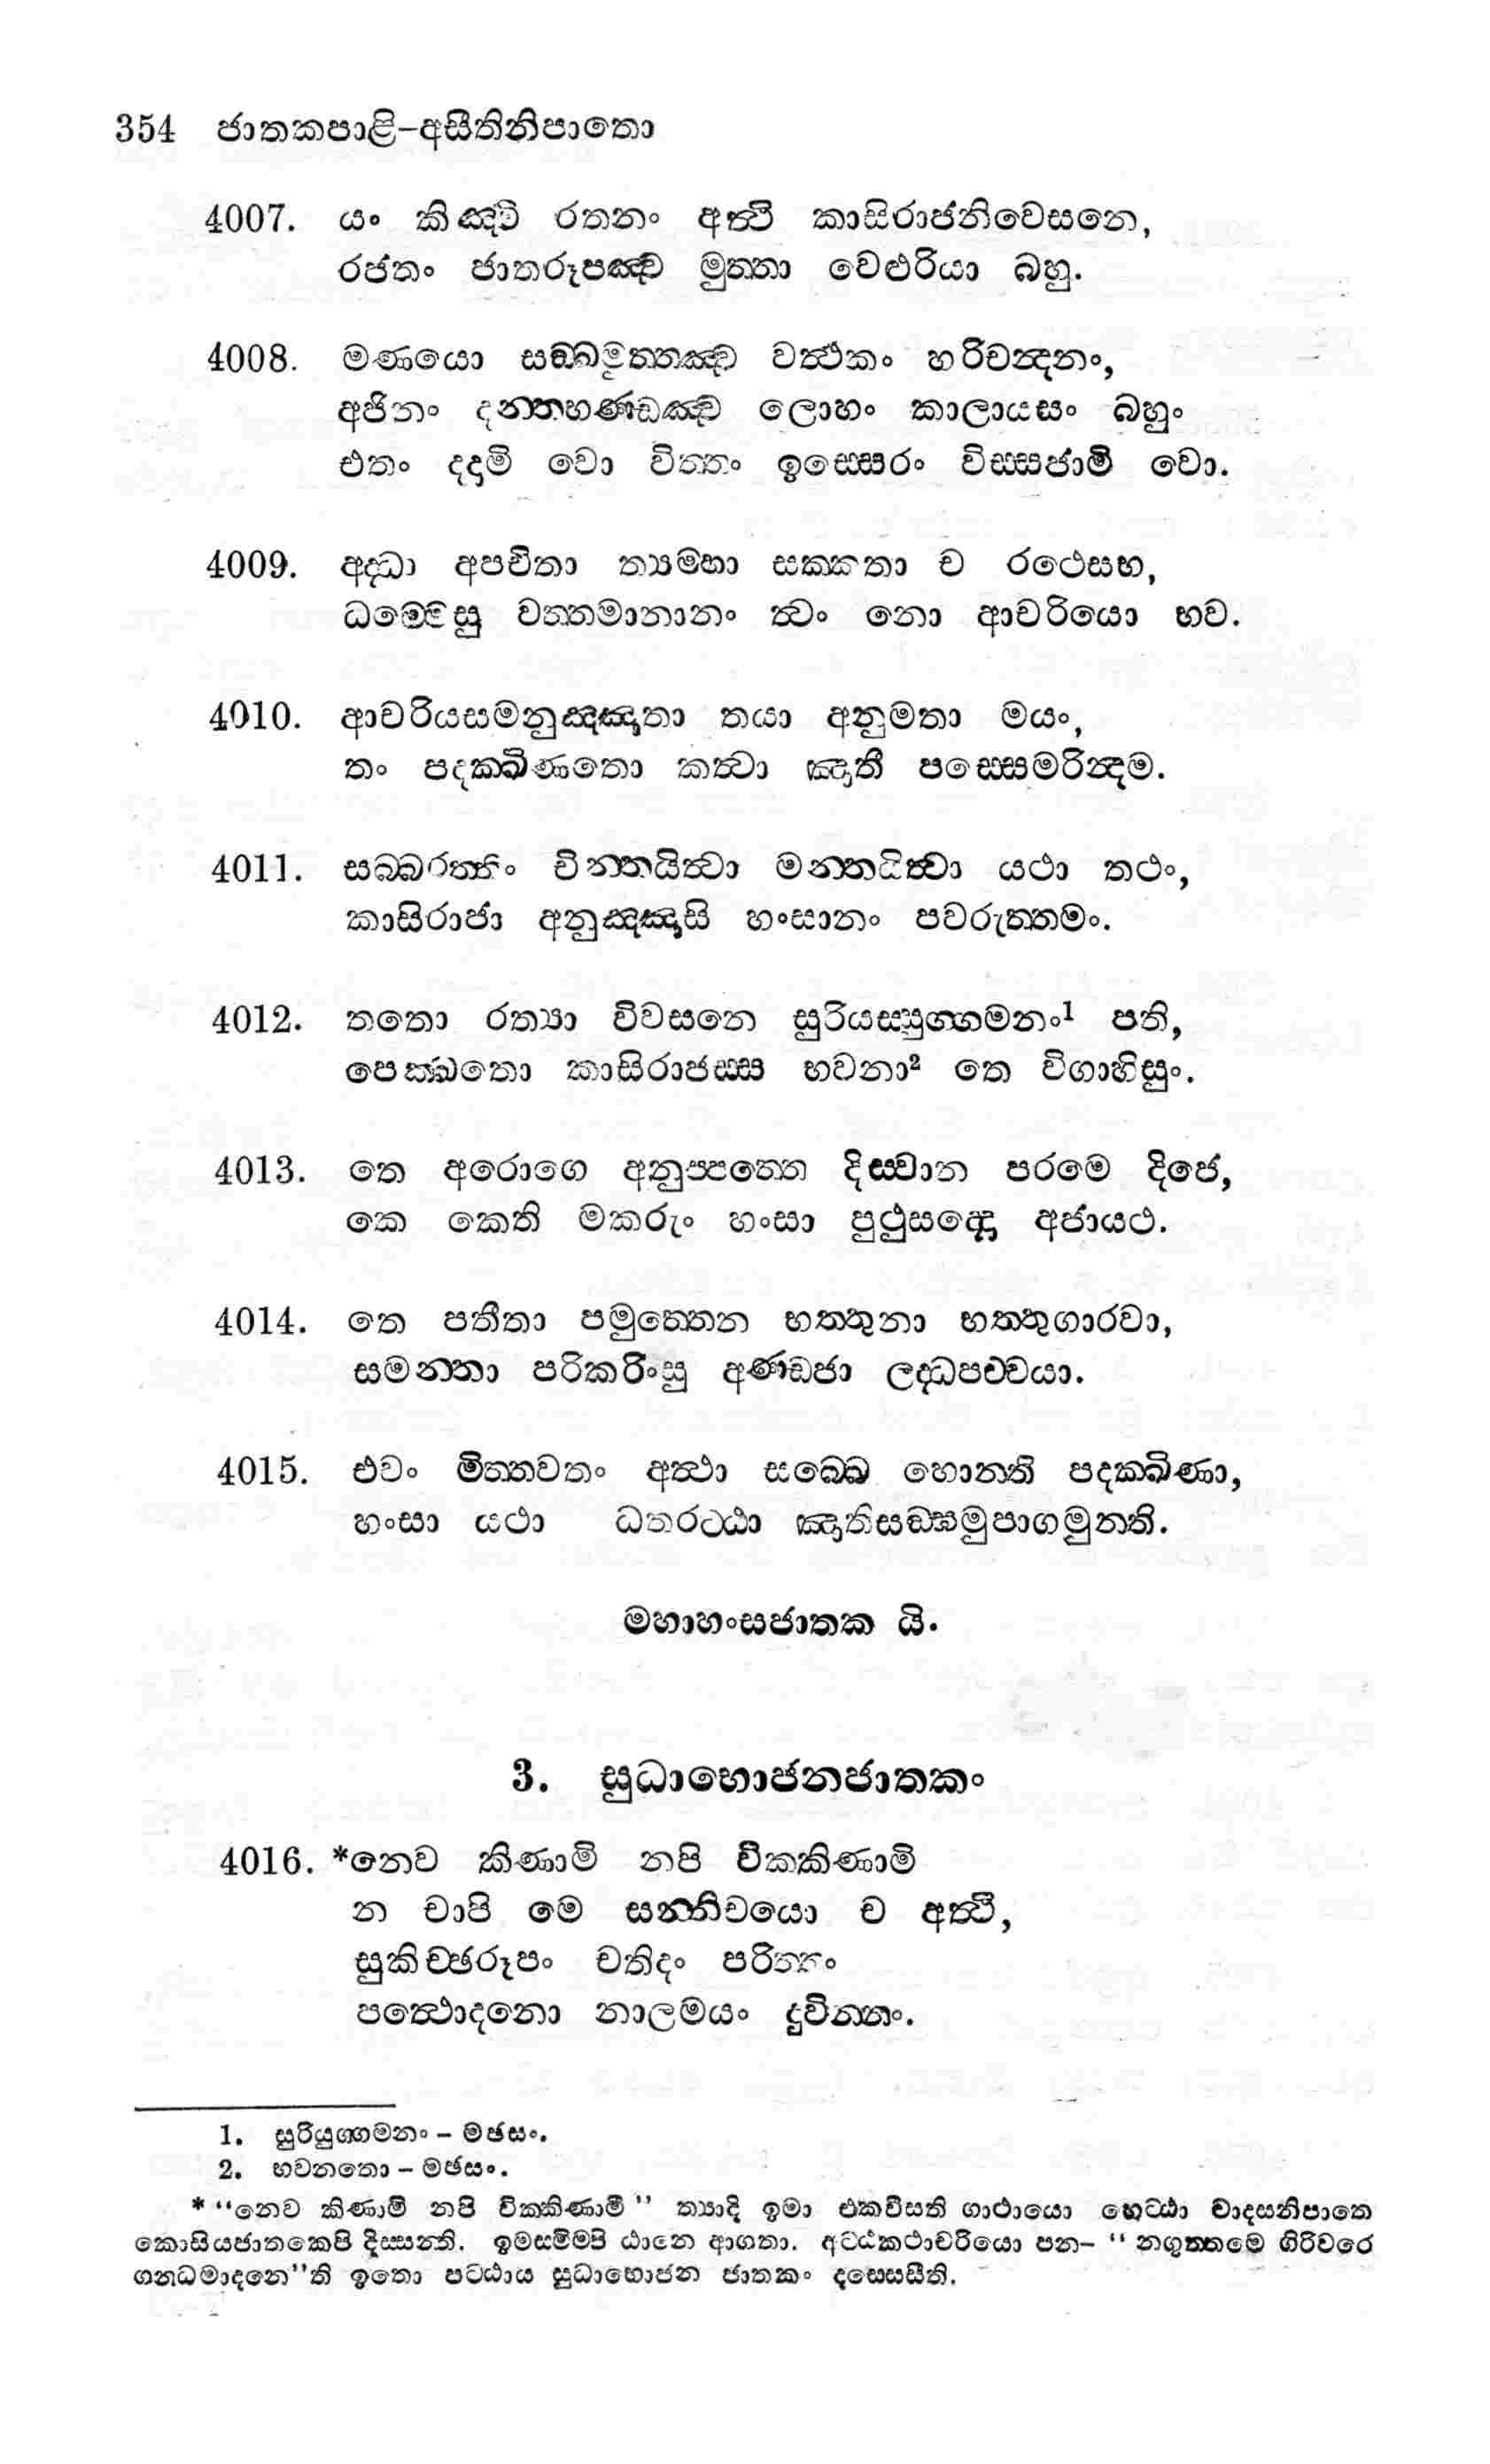 354 ජාතකපාළි-අසීතිනිපාතො
4007. යං කිඤ්චි රතනං අත්ථි කාසිරාජනිවෙසනෙ,
රජතං ජාතරූපඤ්ච මුත්තා වෙළුරියා බහු.
4008. මණයො සඞ්ඛමුත්තඤ්ච වත්ථකං හරිචන්දනං,
අජිනං දන්තභණ්ඩඤ්ච ලොහං කාලායසං බහුං
එතං දදාමි වො විත්තං ඉස්සෙරං විස්සජාමි වො.
4009. අද්ධා අපචිතා ත්‍යම්හා සක්කතා ච රථෙසභ,
ධම්මෙසු වත්තමානානං ත්වං නො ආචරියො භව.
4010. ආචරියසමනුඤ්ඤාතා තයා අනුමතා මයං,
තං පදක්ඛිණතො කත්වා ඤාතී පස්සෙමරින්දම.
4011. සබ්බරත්තිං චින්තයිත්වා මන්තයිත්වා යථා තථං,
කාසිරාජා අනුඤ්ඤාසි හංසානං පවරුත්තමං.
4012. තතො රත්‍යා විවසනෙ සුරියස්සුග්ගමනං1 පති,
පෙක්ඛතො කාසිරාජස්ස භවනා2 තෙ විගාහිසුං.
4013. තෙ අරොගෙ අනුප්පත්තෙ දිස්වාන පරමෙ දිජෙ,
කෙ කෙති මකරුං හංසා පුථුසද්දො අජායථ.
4014. තෙ පතීතා පමුත්තෙන භත්තුනා භත්තුගාරවා,
සමන්තා පරිකරිංසු අණ්ඩජා ලද්ධපච්චයා.
4015. එවං මිත්තවතං අත්ථා සබ්බෙ හොන්ති පදක්ඛිණා,
හංසා යථා ධතරට්ඨා ඤාතිසඞ්ඝමුපාගමුන්ති.
මහාහංසජාතක යි.
3. සුධාභොජනජාතකං
4016. *නෙව කිණාමි නපි වික්කිණාමි
න චාපි මෙ සන්නිචයො ච අත්ථි,
සුකිච්ඡරූපං වතිදං පරිත්තං
පත්ථොදනො නාලමයං දුවින්නං.
1. සුරියුග්ගමනං - මඡසං.
2. භවනතො - මඡසං.
* "නෙව කිණාමි නපි වික්කිණාමී" ත්‍යාදි ඉමා එකවීසති ගාථායො හෙට්ඨා ද්වාදසනිපාතෙ
කොසියජාතකෙපි දිස්සන්ති. ඉමස්මිම්පි ඨානෙ ආගතා. අට්ඨකථාචරියො පන- " නගුත්තමෙ ගිරිවරෙ
ගන්ධමාදනෙ"ති ඉතො පට්ඨාය සුධාභොජන ජාතකං දස්සෙසීති.